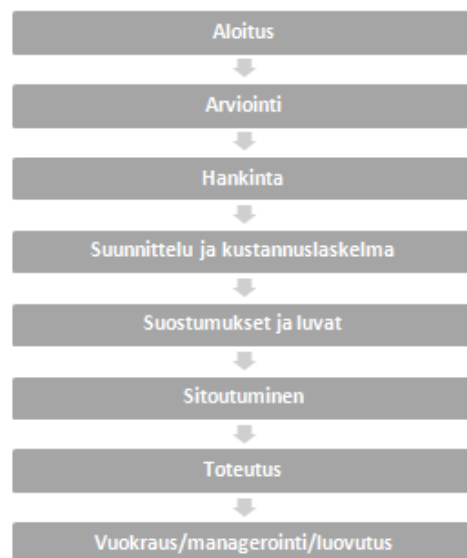 Aloitus
Arviointi
Hankinta
Suunnittelu ja kustannuslaskelma
Suostumukset ja luvat
Sitoutuminen
Toteutus
Vuokraus/managerointi/luovutus